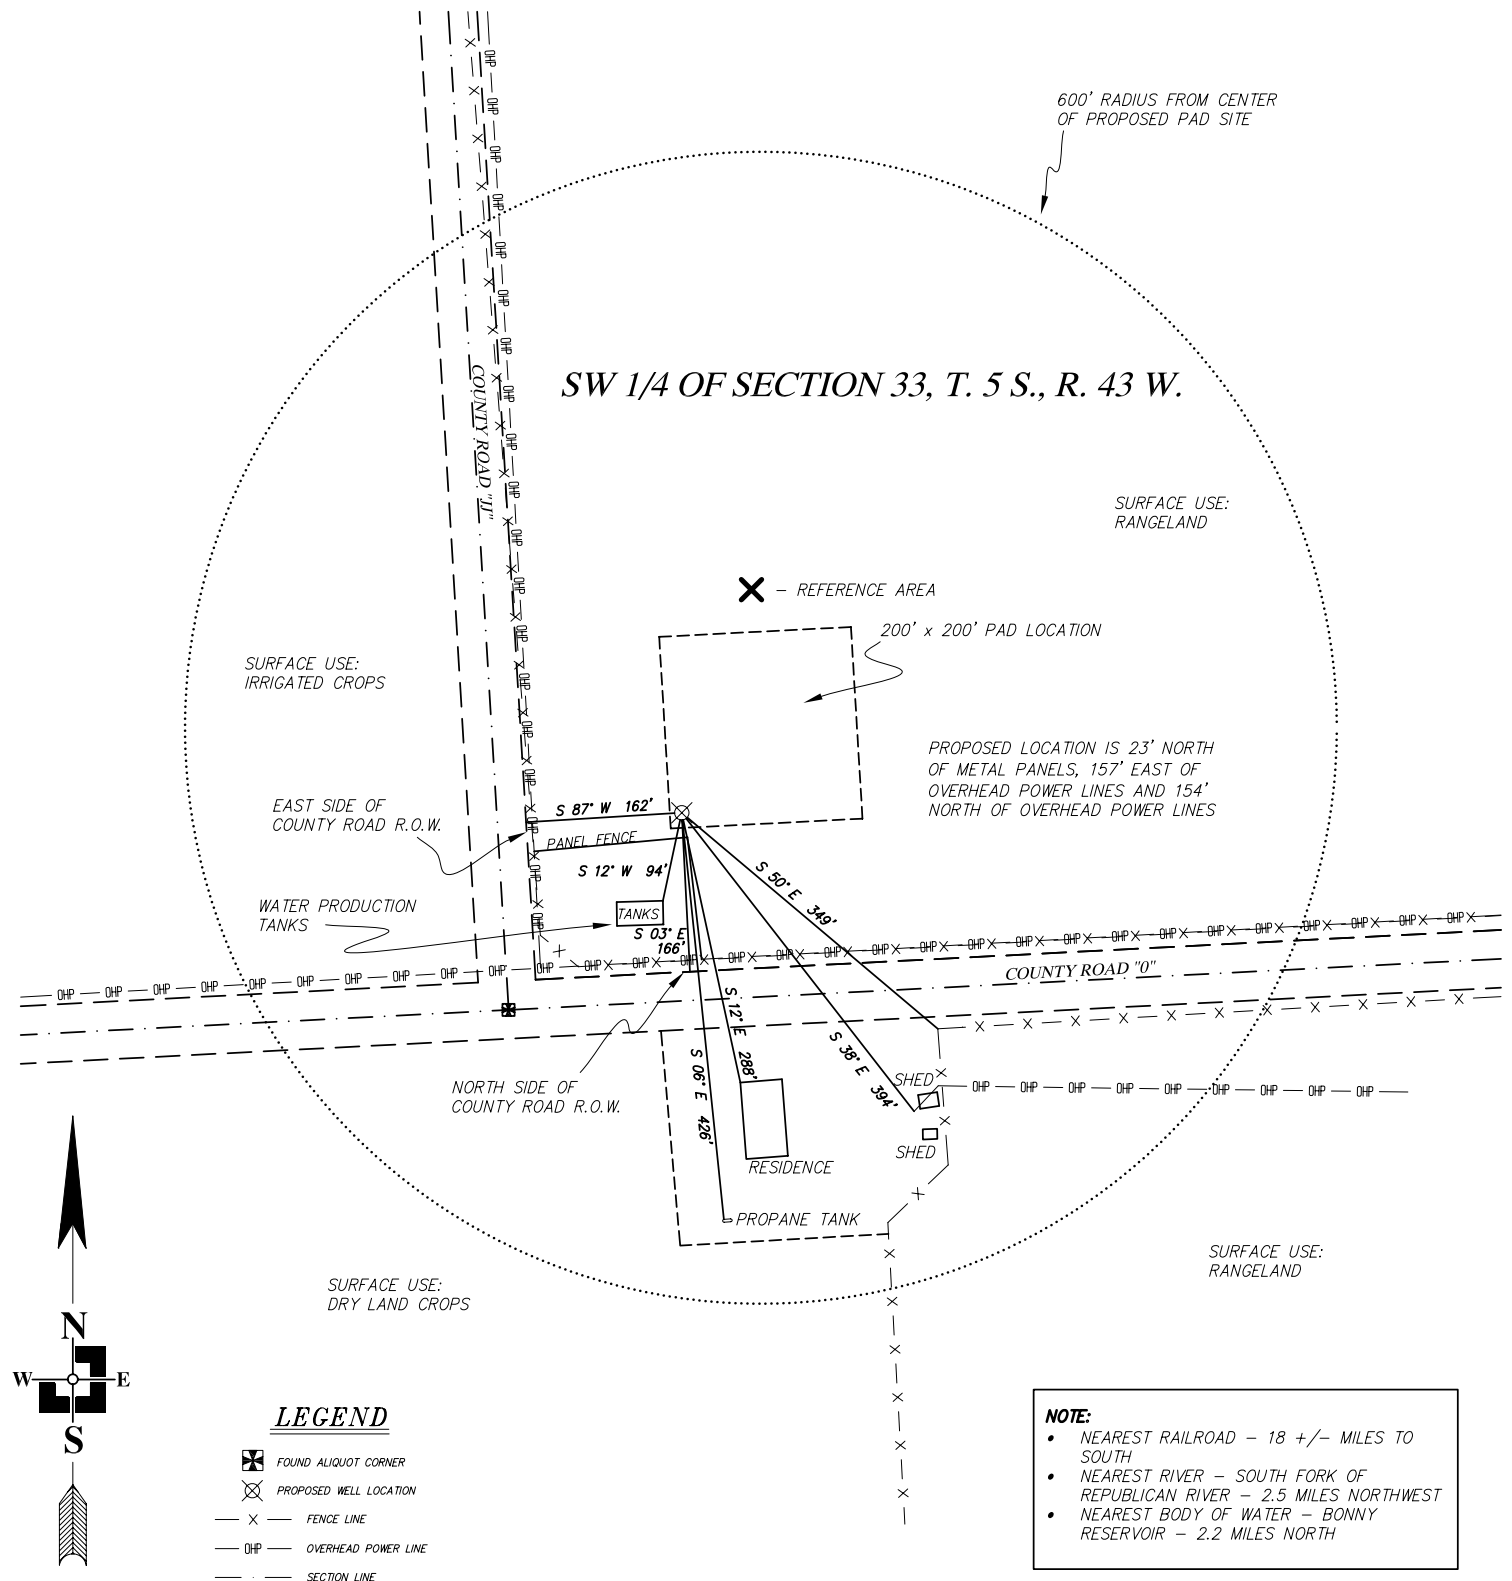 600' RADIUS FROM CENTER
OF PROPOSED PAD SITE
SW 1/4 OF SECTION 33, T. 5 S., R. 43 W.
COUNTY ROAD "JJ"
SURFACE USE:
RANGELAND
- REFERENCE AREA
200' x 200' PAD LOCATION
SURFACE USE:
IRRIGATED CROPS
PROPOSED LOCATION IS 23' NORTH
OF METAL PANELS, 157' EAST OF
OVERHEAD POWER LINES AND 154'
NORTH OF OVERHEAD POWER LINES
EAST SIDE OF
COUNTY ROAD R.O.W.
S 87° W 162'
PANEL FENCE
S 12° W 94'
S 50° E 349'
WATER PRODUCTION
TANKS
TANKS
S 03° E
166'
COUNTY ROAD "O"
S 12° E 288'
S 38° E 394'
S 06° E 426'
NORTH SIDE OF
COUNTY ROAD R.O.W.
SHED
SHED
RESIDENCE
PROPANE TANK
OHP
SURFACE USE:
RANGELAND
SURFACE USE:
DRY LAND CROPS
N
W
E
S
LEGEND
FOUND ALIQUOT CORNER
PROPOSED WELL LOCATION
X FENCE LINE
OHP OVERHEAD POWER LINE
SECTION LINE
NOTE:
• NEAREST RAILROAD - 18 +/- MILES TO
SOUTH
• NEAREST RIVER - SOUTH FORK OF
REPUBLICAN RIVER - 2.5 MILES NORTHWEST
• NEAREST BODY OF WATER - BONNY
RESERVOIR - 2.2 MILES NORTH